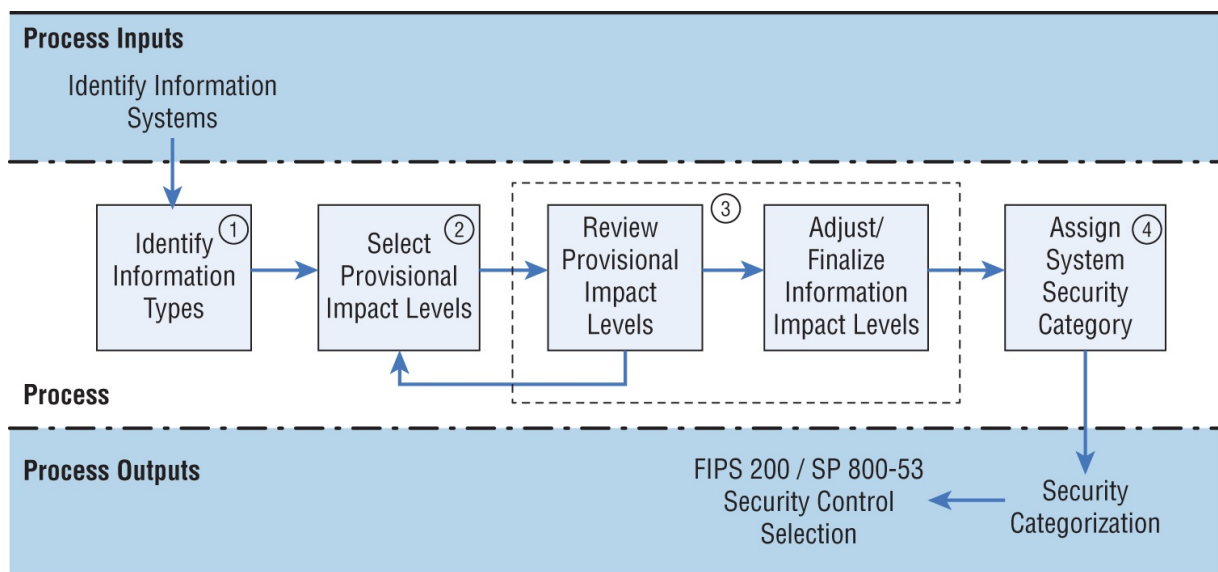 Process Inputs
Identify Information
Systems
1
Identify
Information
Types
2
Select
Provisional
Impact Levels
3
Review
Provisional
Impact
Levels
Adjust/
Finalize
Information
Impact Levels
4
Assign
System
Security
Category
Process
Process Outputs
FIPS 200 / SP 800-53
Security Control
Selection
Security
Categorization